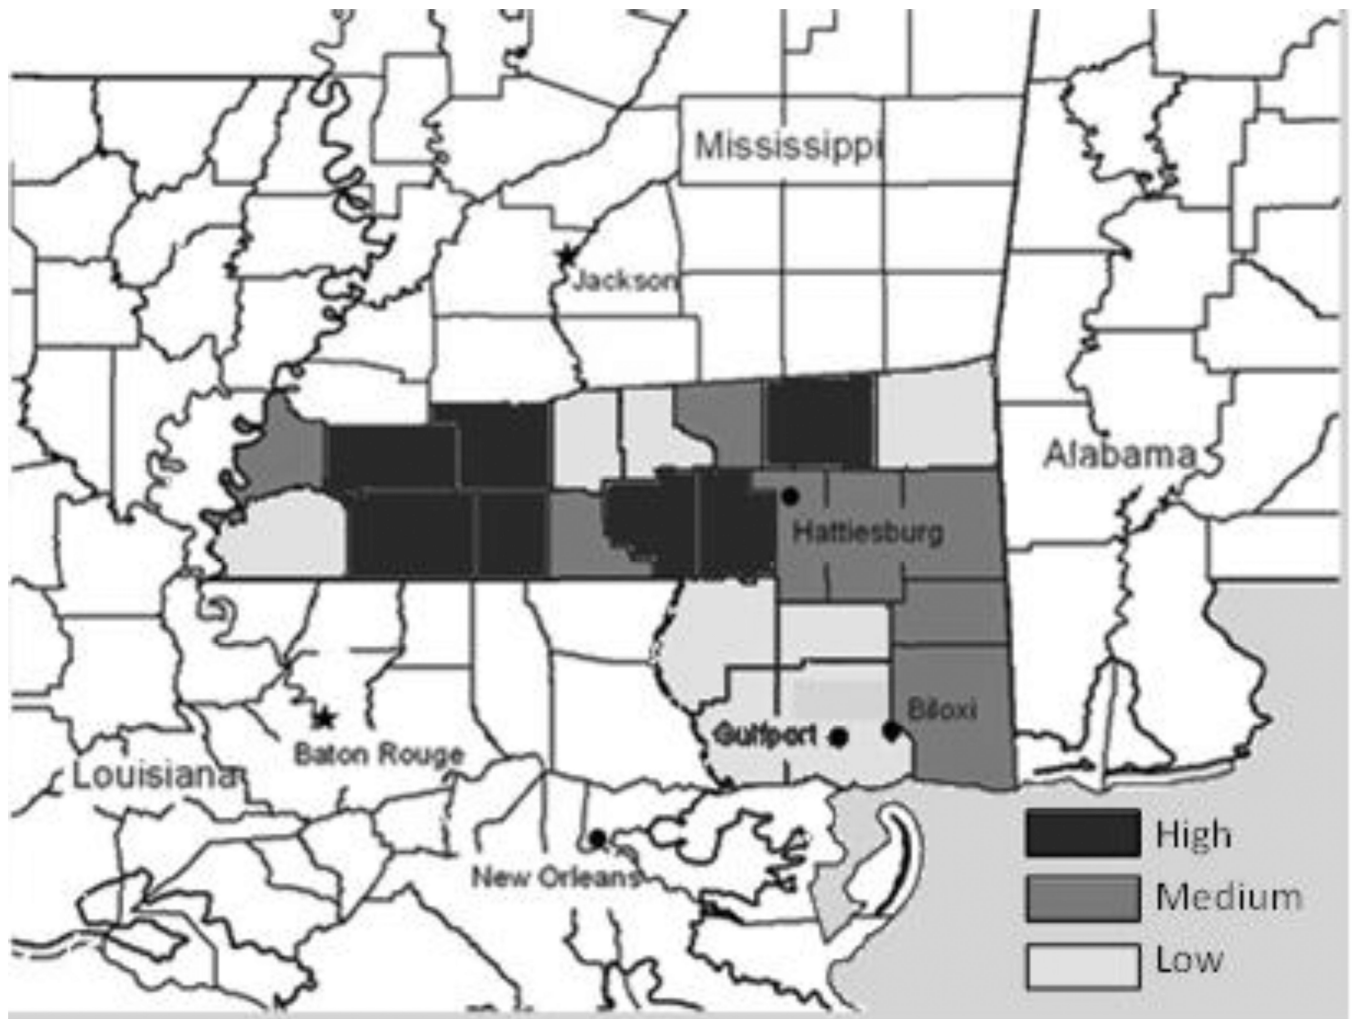 Mississippi
Jackson
Alabama
Hattiesburg
Biloxi
Gulfport
Baton Rouge
Louisiana
High
New Orleans
Medium
Low